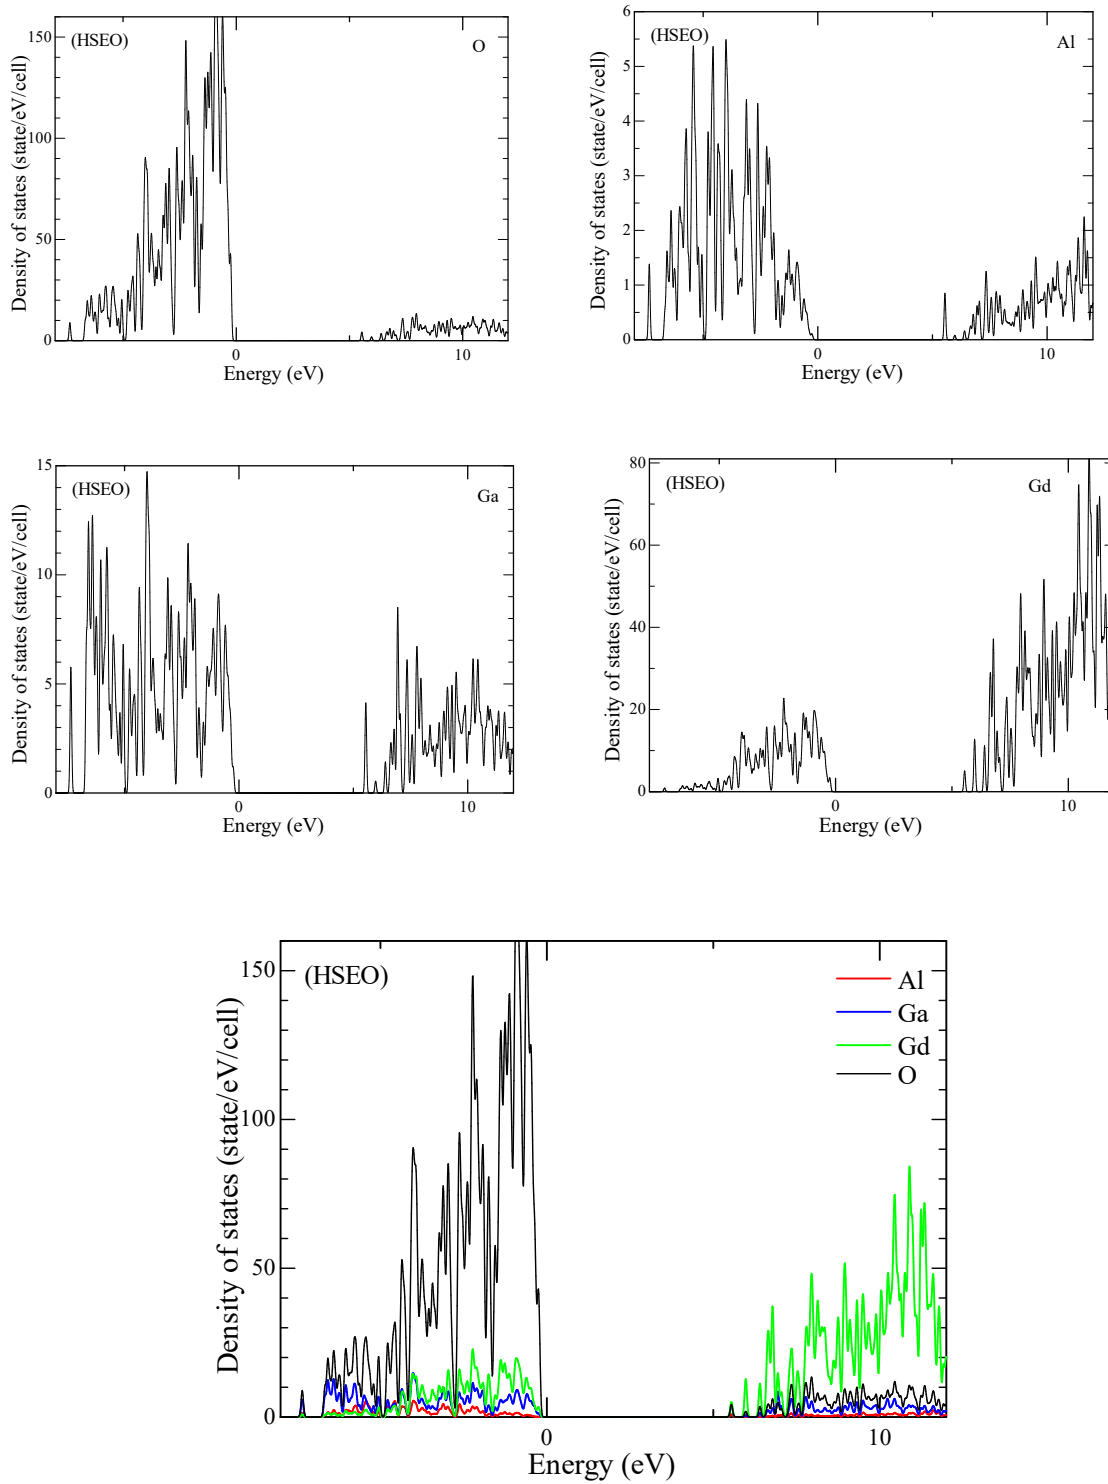 (HSEO)
O
150
100
50
0
0
10
Density of states (state/eV/cell)
Energy (eV)
(HSEO)
Al
6
5
4
3
2
1
0
0
10
Density of states (state/eV/cell)
Energy (eV)
(HSEO)
Ga
15
10
5
0
0
10
Density of states (state/eV/cell)
Energy (eV)
(HSEO)
Gd
80
60
40
20
0
0
10
Density of states (state/eV/cell)
Energy (eV)
(HSEO)
Al
Ga
Gd
O
150
100
50
0
0
10
Density of states (state/eV/cell)
Energy (eV)